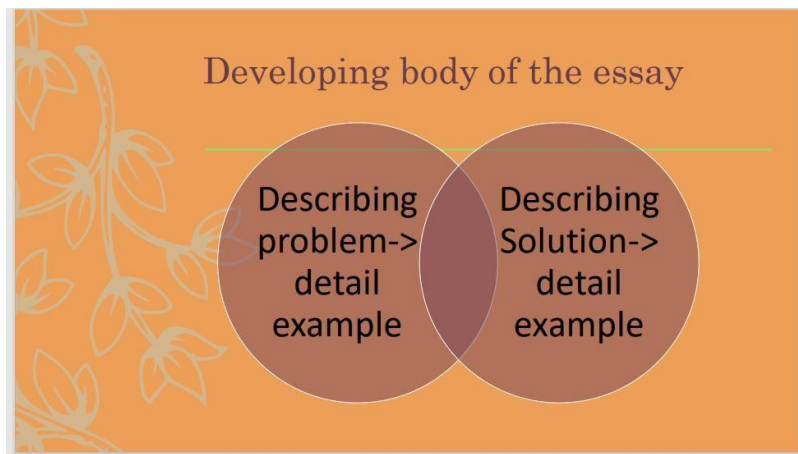 Developing body of the essay
Describing
problem->
detail
example
Describing
Solution->
detail
example